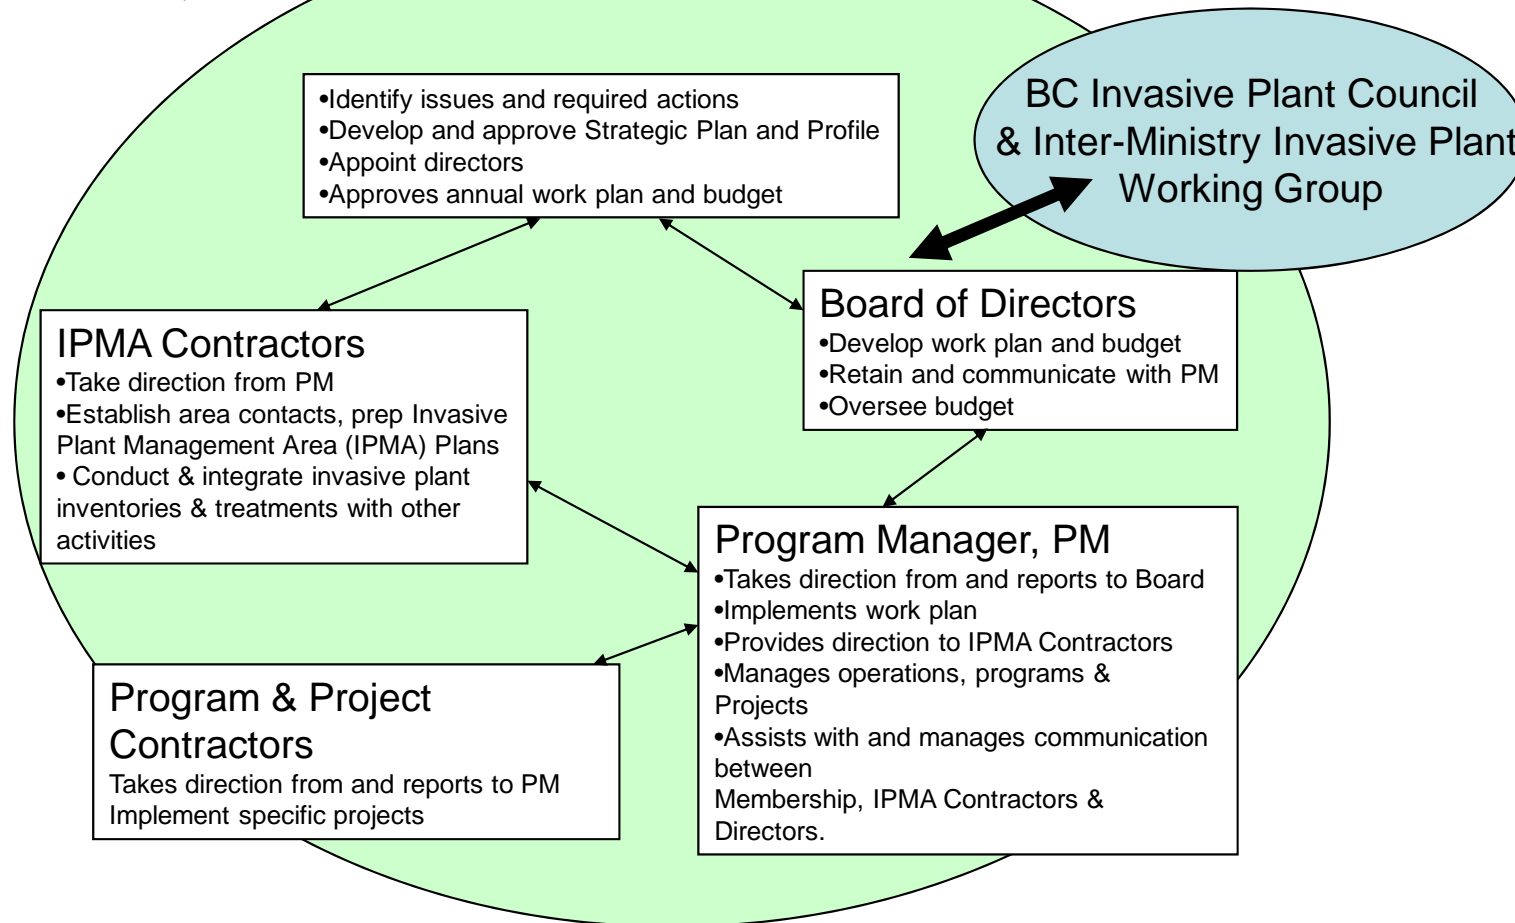 •Identify issues and required actions
•Develop and approve Strategic Plan and Profile
•Appoint directors
•Approves annual work plan and budget
BC Invasive Plant Council
& Inter-Ministry Invasive Plant
Working Group
IPMA Contractors
•Take direction from PM
•Establish area contacts, prep Invasive
Plant Management Area (IPMA) Plans
• Conduct & integrate invasive plant
inventories & treatments with other
activities
Board of Directors
•Develop work plan and budget
•Retain and communicate with PM
•Oversee budget
Program Manager, PM
•Takes direction from and reports to Board
•Implements work plan
•Provides direction to IPMA Contractors
•Manages operations, programs &
Projects
•Assists with and manages communication
between
Membership, IPMA Contractors &
Directors.
Program & Project
Contractors
Takes direction from and reports to PM
Implement specific projects